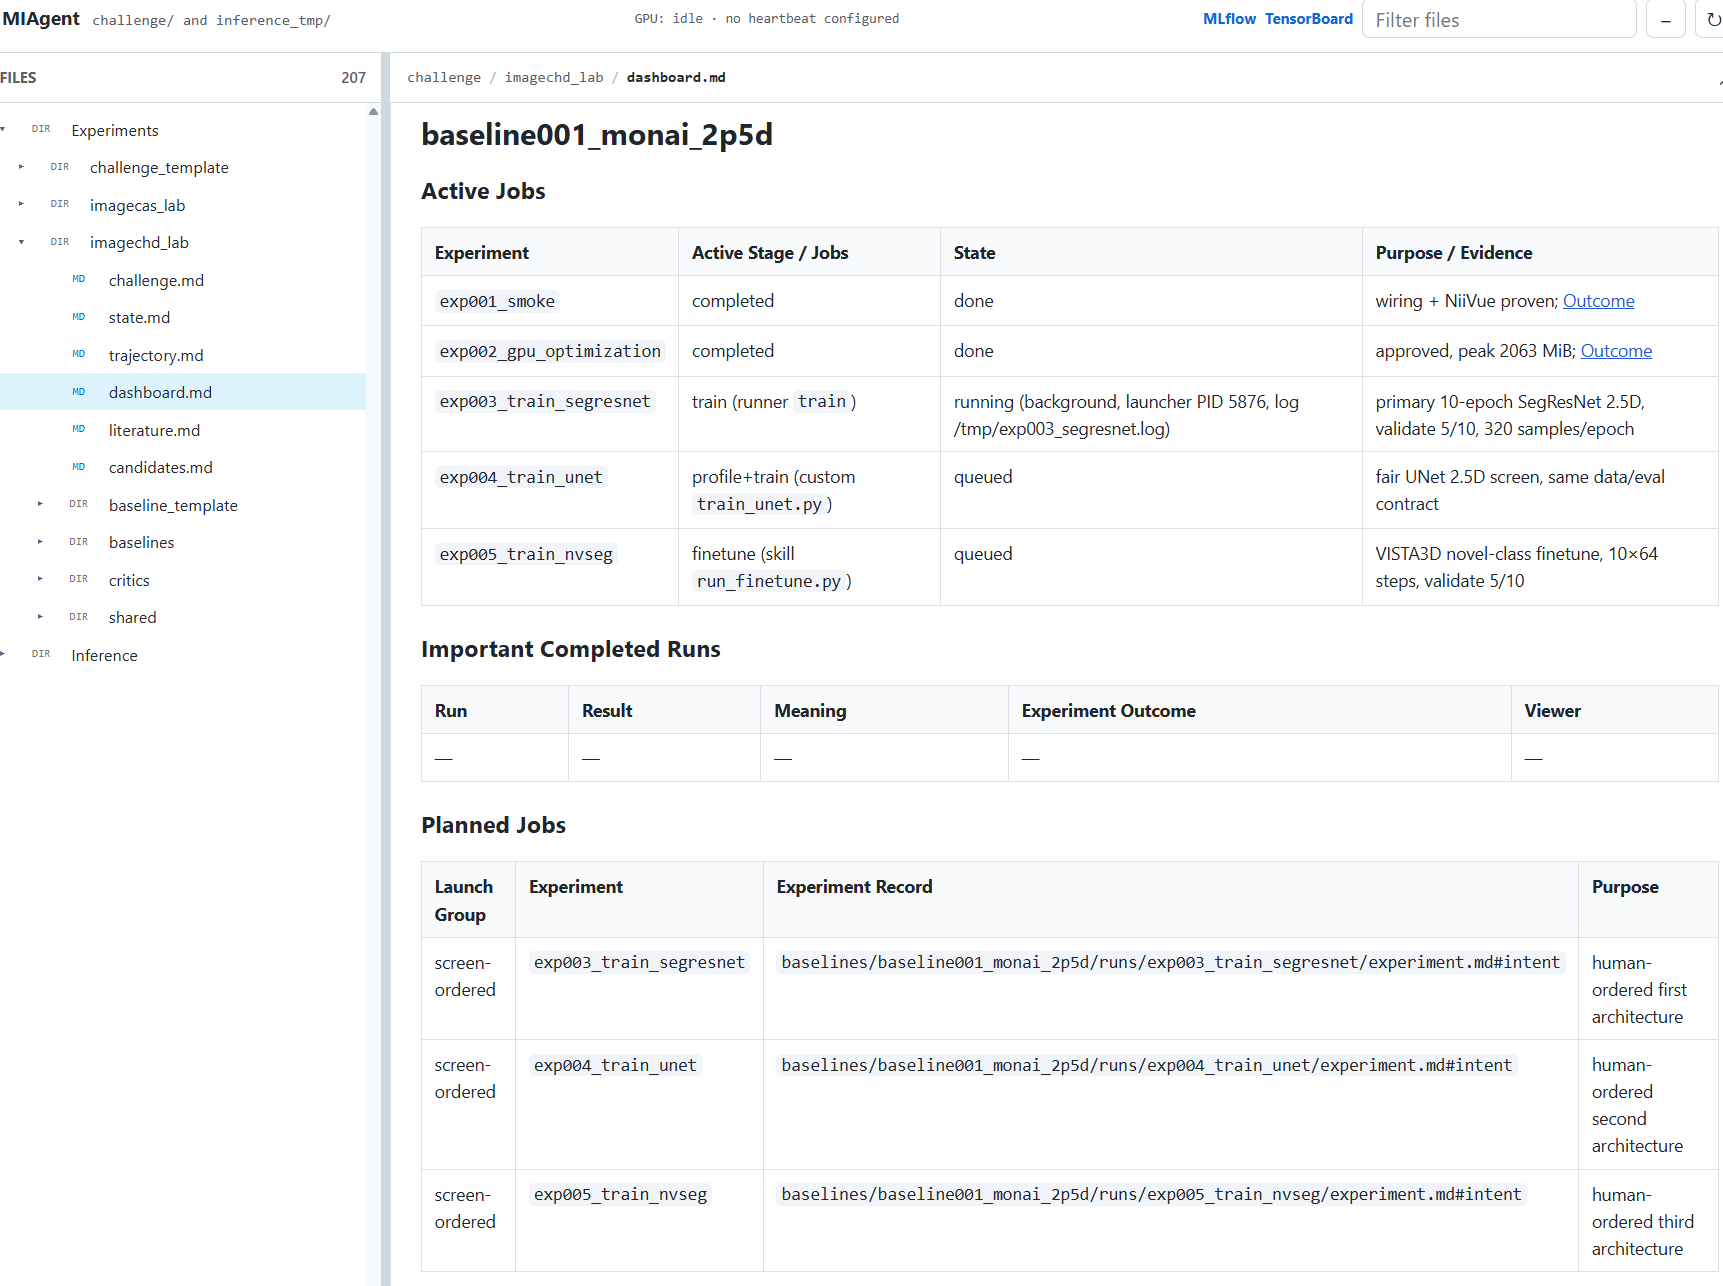 MIAgent challenge/ and inference_tmp/ GPU: idle · no heartbeat configured MLflow TensorBoard Filter files – ↻
FILES 207
challenge / imagechd_lab / dashboard.md
DIR Experiments
DIR challenge_template
DIR imagecas_lab
DIR imagechd_lab
MD challenge.md
MD state.md
MD trajectory.md
MD dashboard.md
MD literature.md
MD candidates.md
DIR baseline_template
DIR baselines
DIR critics
DIR shared
DIR Inference
baseline001_monai_2p5d
Active Jobs
Experiment Active Stage / Jobs State Purpose / Evidence
exp001_smoke completed done wiring + NiiVue proven; Outcome
exp002_gpu_optimization completed done approved, peak 2063 MiB; Outcome
exp003_train_segresnet train (runner train ) running (background, launcher PID 5876, log primary 10-epoch SegResNet 2.5D,
/tmp/exp003_segresnet.log) validate 5/10, 320 samples/epoch
exp004_train_unet profile+train (custom queued fair UNet 2.5D screen, same data/eval
train_unet.py ) contract
exp005_train_nvseg finetune (skill queued VISTA3D novel-class finetune, 10×64
run_finetune.py ) steps, validate 5/10
Important Completed Runs
Run Result Meaning Experiment Outcome Viewer
— — — — —
Planned Jobs
Launch Experiment Experiment Record Purpose
Group
screen- exp003_train_segresnet baselines/baseline001_monai_2p5d/runs/exp003_train_segresnet/experiment.md#intent human-
ordered ordered first
architecture
screen- exp004_train_unet baselines/baseline001_monai_2p5d/runs/exp004_train_unet/experiment.md#intent human-
ordered ordered
second
architecture
screen- exp005_train_nvseg baselines/baseline001_monai_2p5d/runs/exp005_train_nvseg/experiment.md#intent human-
ordered ordered third
architecture